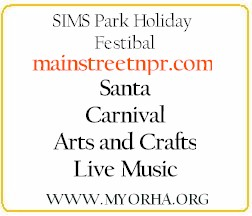 SIMS Park Holiday
Festibal
mainstreetnpr.com
Santa
Carnival
Arts and Crafts
Live Music
WWW.MYORHA.ORG